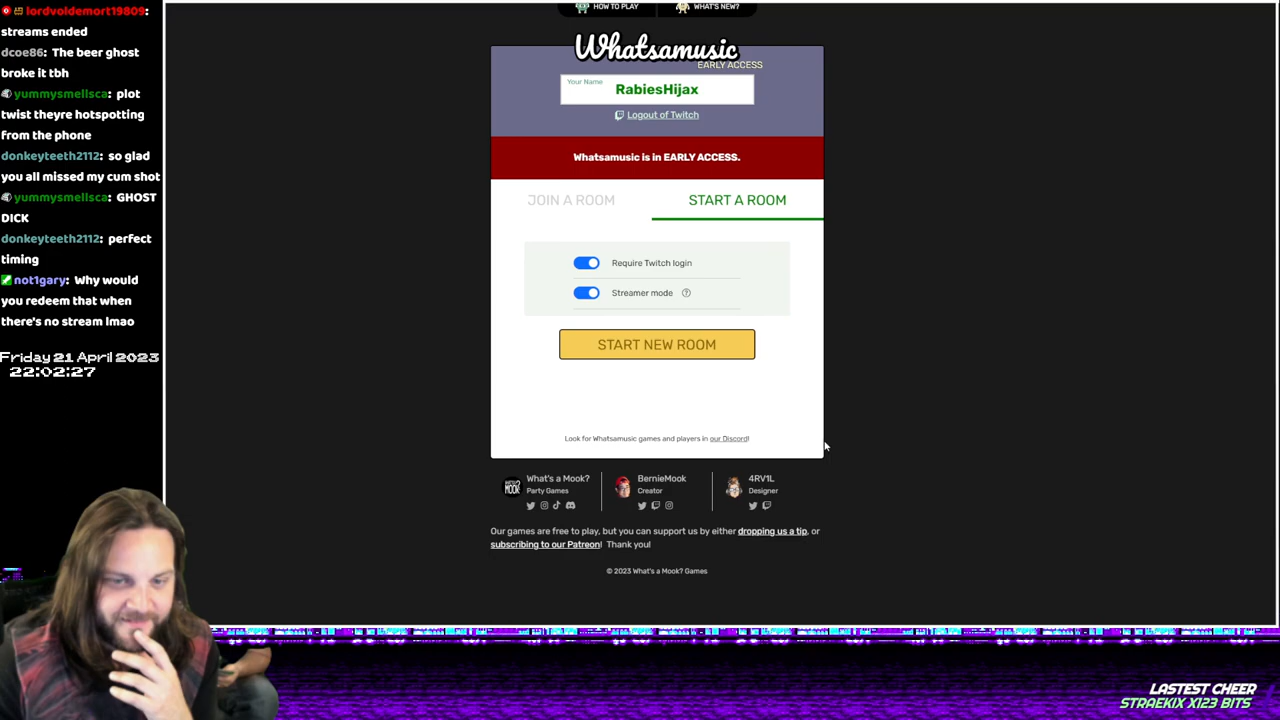 lordvoldemort19809:
streams ended
dcoe86: The beer ghost
broke it tbh
yummysmellsca: plot
twist theyre hotspotting
from the phone
donkeyteeth2112: so glad
you all missed my cum shot
yummysmellsca: GHOST
DICK
donkeyteeth2112: perfect
timing
not1gary: Why would
you redeem that when
there's no stream lmao
Friday 21 April 2023
22:02:27
HOW TO PLAY
WHAT'S NEW?
Whatsamusic
EARLY ACCESS
Your Name
RabiesHijax
Logout of Twitch
Whatsamusic is in EARLY ACCESS.
JOIN A ROOM
START A ROOM
Require Twitch login
Streamer mode
START NEW ROOM
Look for Whatsamusic games and players in our Discord!
WHAT'S A MOOK?
What's a Mook?
Party Games
BernieMook
Creator
4RV1L
Designer
Our games are free to play, but you can support us by either dropping us a tip, or
subscribing to our Patreon! Thank you!
© 2023 What's a Mook? Games
LASTEST CHEER
STRAEKIX X123 BITS